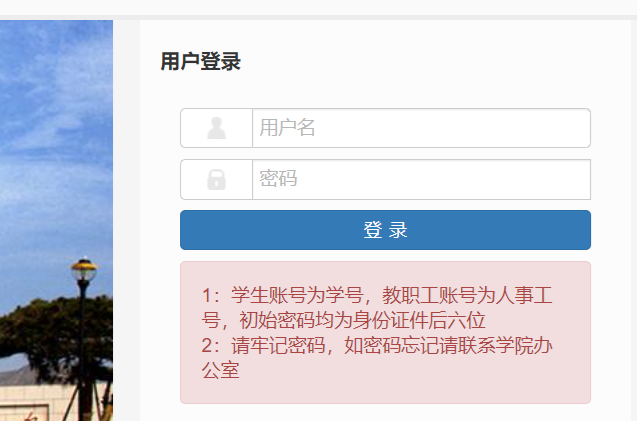 用户登录
用户名
密码
登 录
1：学生账号为学号，教职工账号为人事工
号，初始密码均为身份证件后六位
2：请牢记密码，如密码忘记请联系学院办
公室